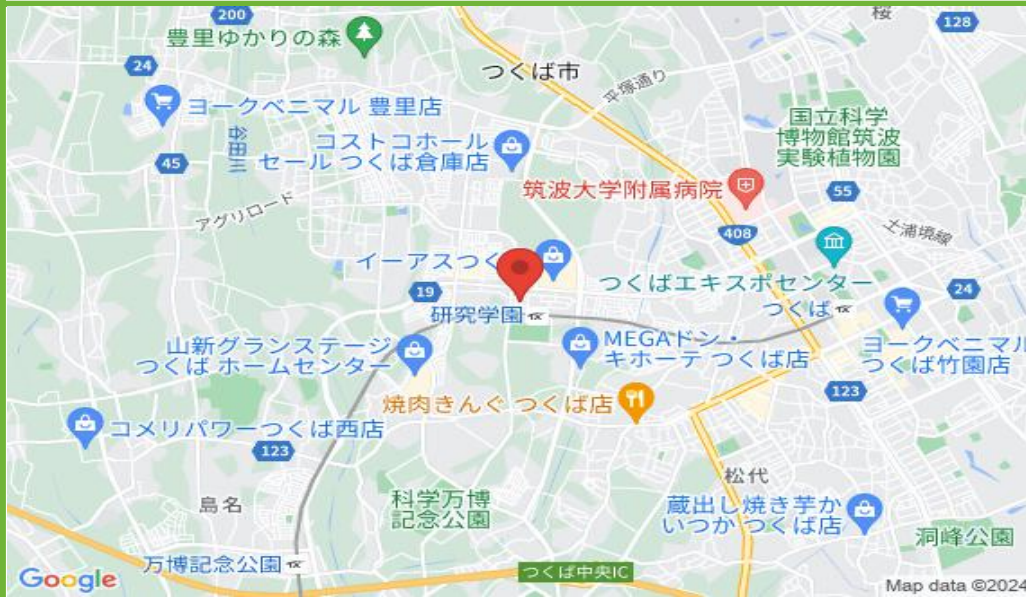 200
桜
128
豊里ゆかりの森
24
つくば市
平塚通り
ヨークベニマル 豊里店
谷田川
国立科学
博物館筑波
実験植物園
コストコホール
セール つくば倉庫店
45
筑波大学附属病院
55
アグリロード
408
土浦境線
イーアスつく
つくばエキスポセンター
19
24
研究学園
つくば
山新グランステージ
つくば ホームセンター
MEGAドン・
キホーテ つくば店
ヨークベニマル
つくば竹園店
123
焼肉きんぐ つくば店
コメリパワーつくば西店
123
松代
島名
科学万博
記念公園
蔵出し焼き芋か
いつか つくば店
洞峰公園
万博記念公園
つくば中央IC
Google
Map data ©2024